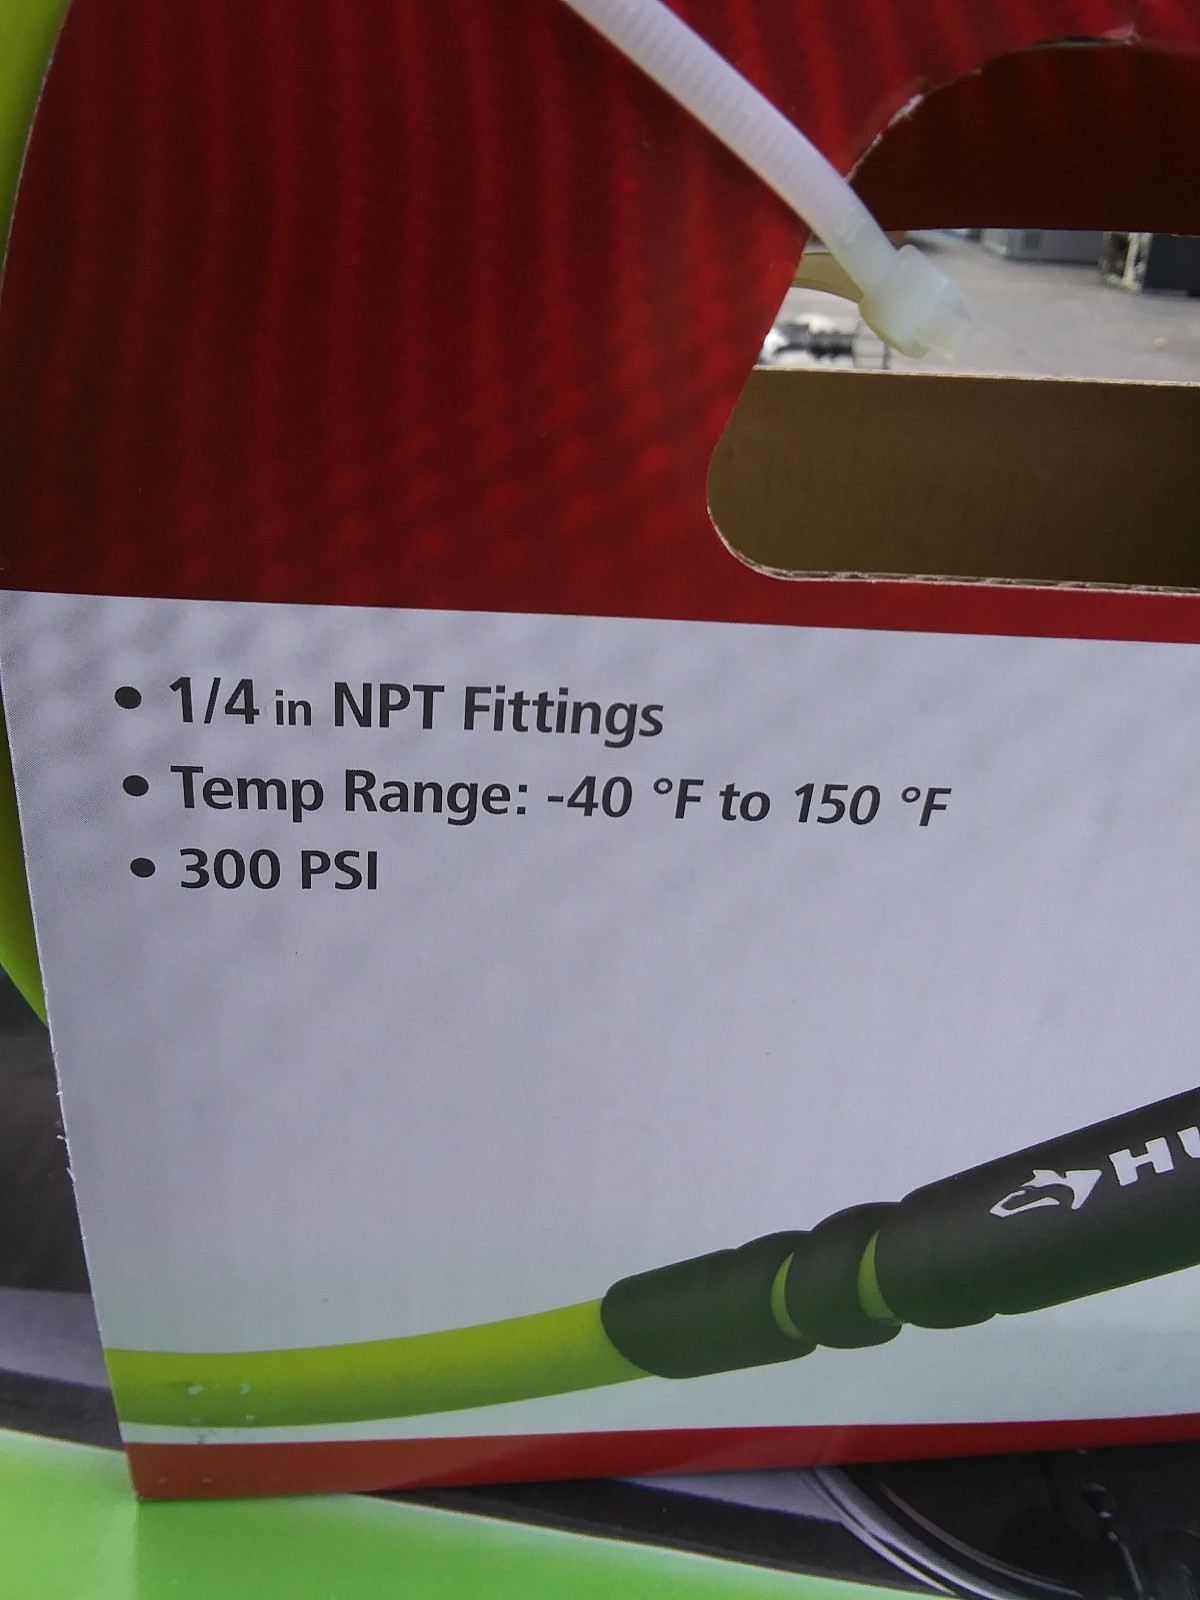 • 1/4 in NPT Fittings
• Temp Range: -40 °F to 150 °F
• 300 PSI